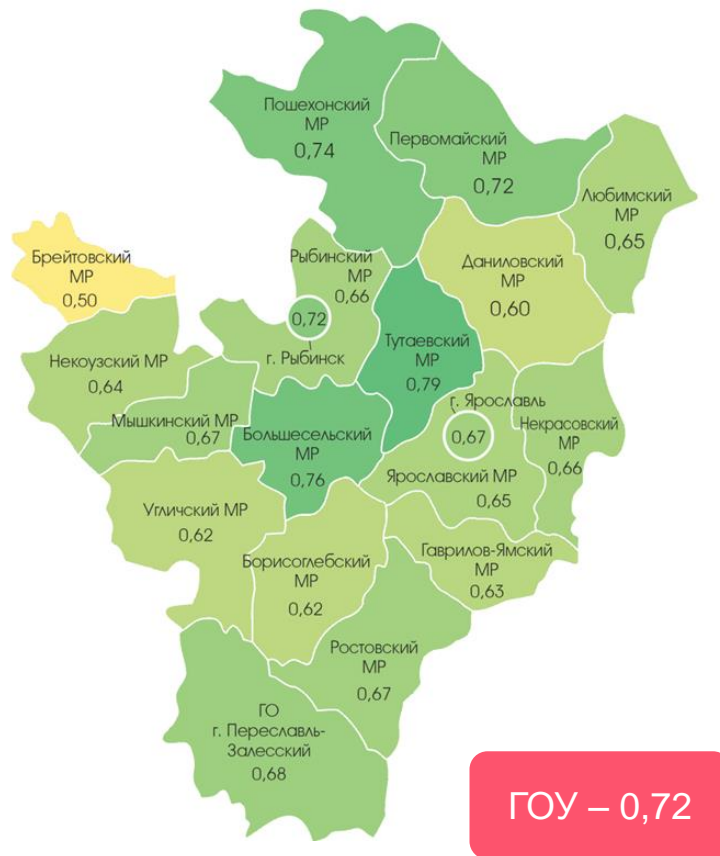 Пошехонский
МР
0,74
Первомайский
МР
0,72
Любимский
МР
0,65
Брейтовский
МР
0,50
Рыбинский
МР
0,66
0,72
г. Рыбинск
Даниловский
МР
0,60
Тутаевский
МР
0,79
Некоузский МР
0,64
Мышкинский МР
0,67
Большесельский
МР
0,76
г. Ярославль
0,67
Ярославский МР
0,65
Некрасовский
МР
0,66
Угличский МР
0,62
Борисоглебский
МР
0,62
Гаврилов-Ямский
МР
0,63
Ростовский
МР
0,67
ГО
г. Переславль-
Залесский
0,68
ГОУ – 0,72